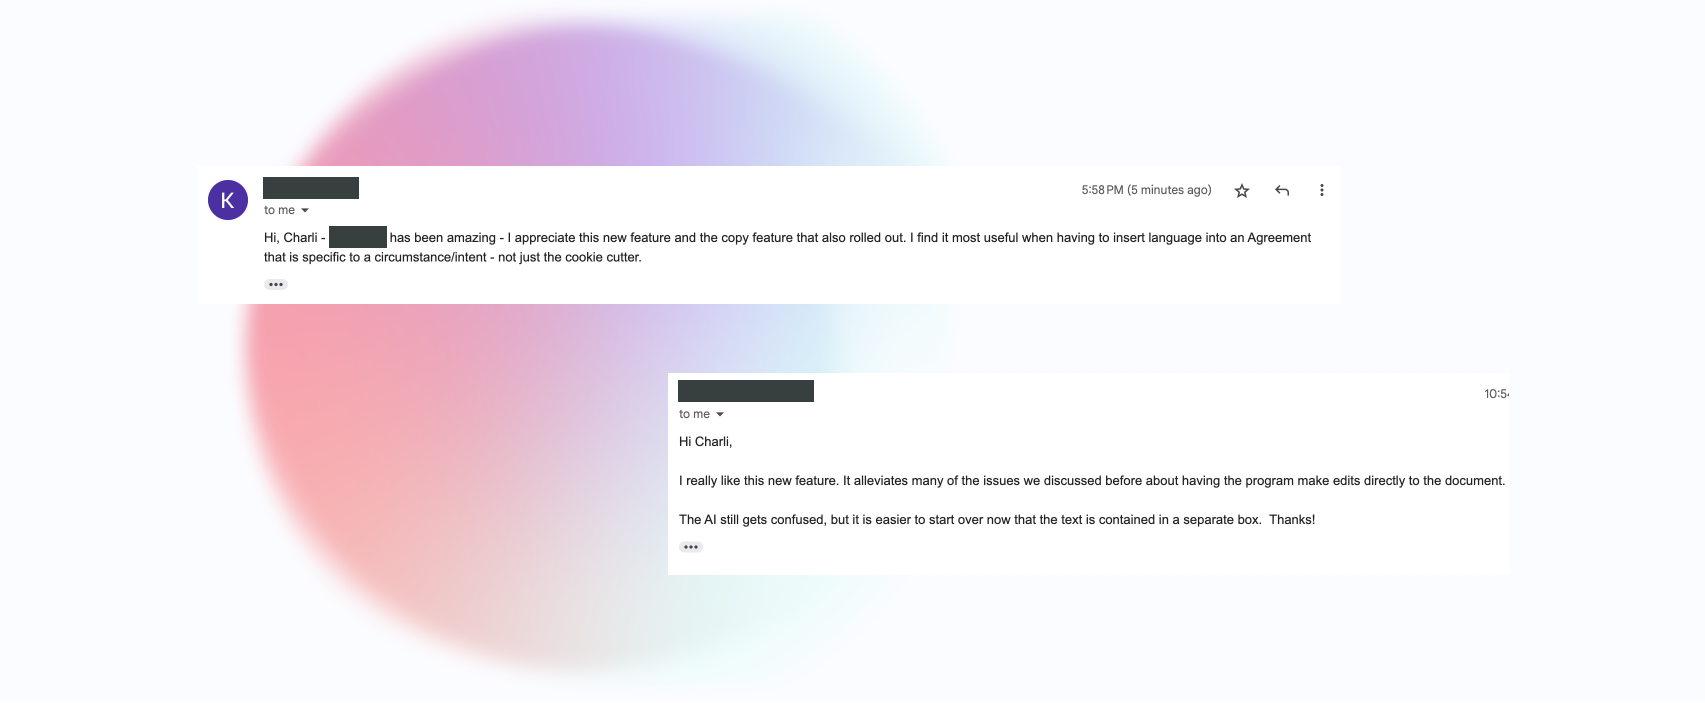 K
to me
5:58 PM (5 minutes ago)
Hi, Charli - has been amazing - I appreciate this new feature and the copy feature that also rolled out. I find it most useful when having to insert language into an Agreement
that is specific to a circumstance/intent - not just the cookie cutter.
10:5
to me
Hi Charli,
I really like this new feature. It alleviates many of the issues we discussed before about having the program make edits directly to the document.
The AI still gets confused, but it is easier to start over now that the text is contained in a separate box. Thanks!